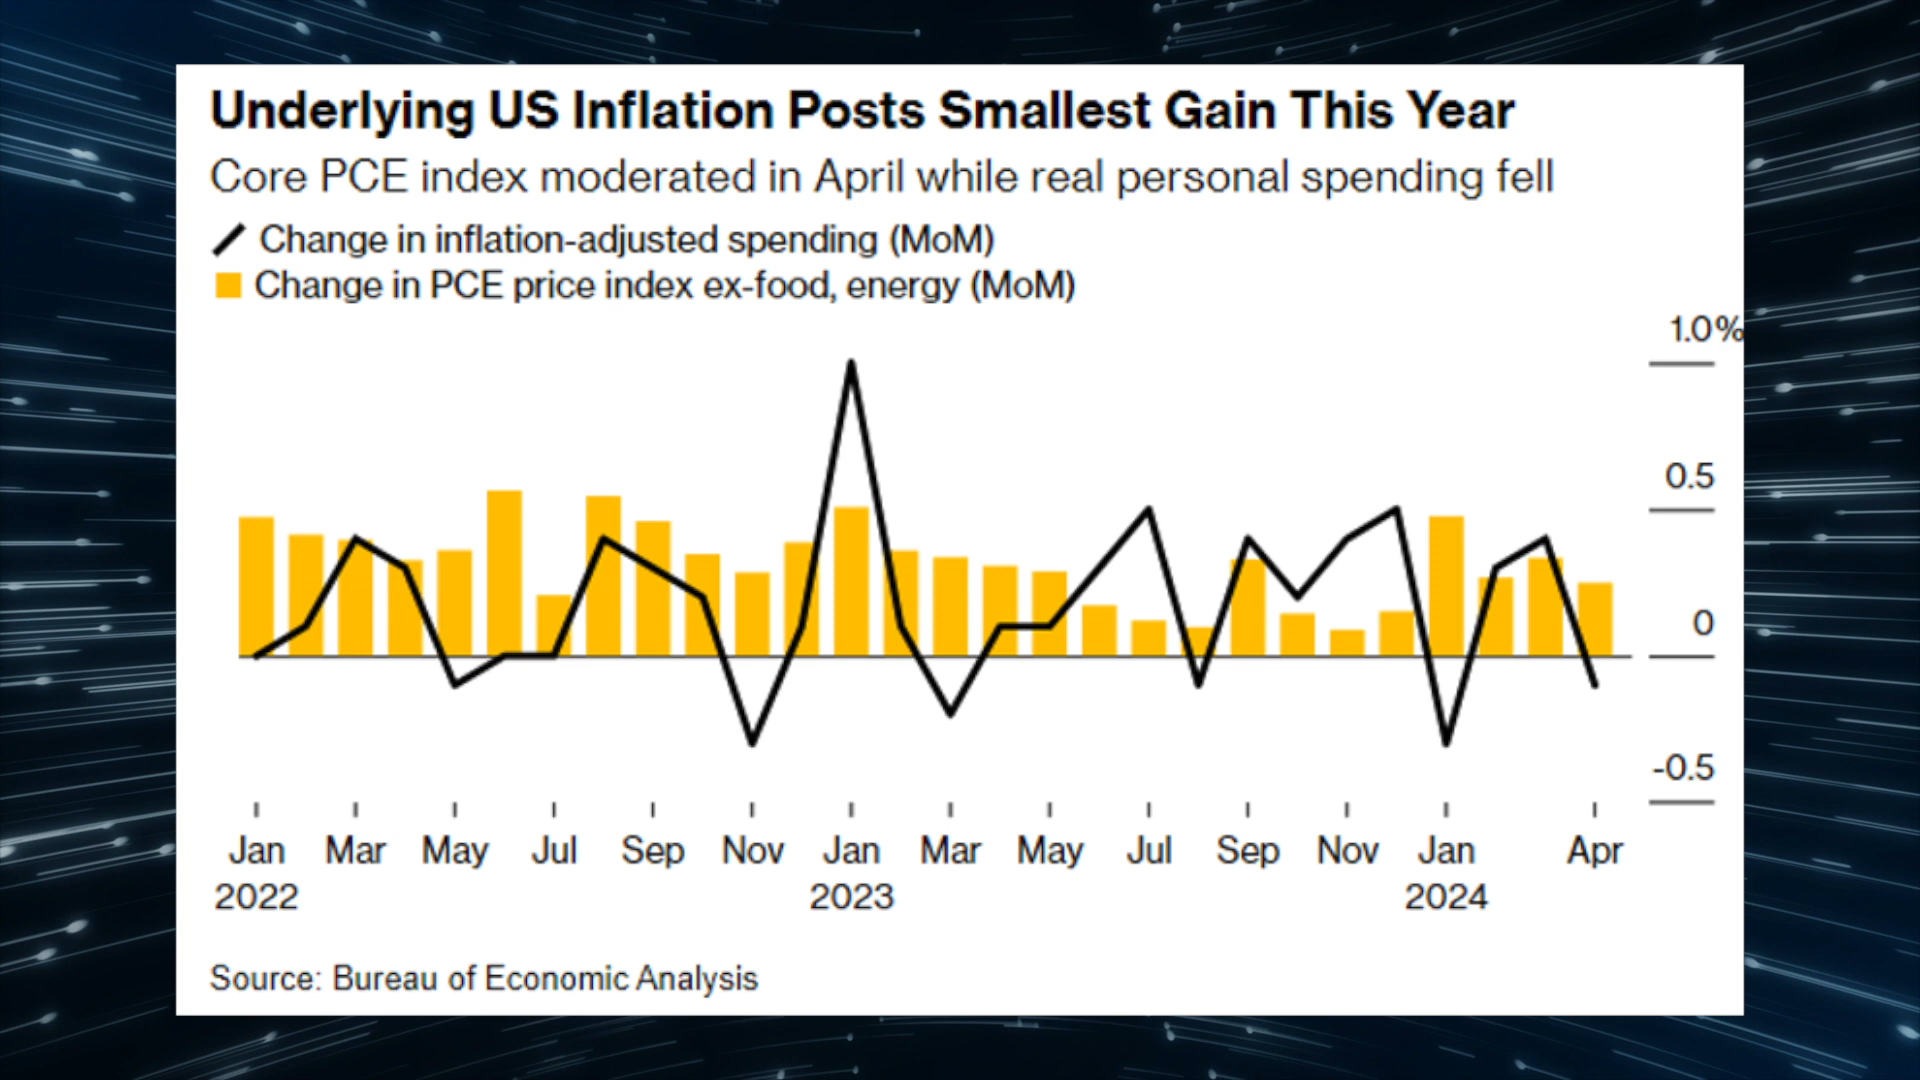 Underlying US Inflation Posts Smallest Gain This Year
Core PCE index moderated in April while real personal spending fell
Change in inflation-adjusted spending (MoM)
Change in PCE price index ex-food, energy (MoM)
1.0%
0.5
0
-0.5
Jan Mar May Jul Sep Nov Jan Mar May Jul Sep Nov Jan Apr
2022 2023 2024
Source: Bureau of Economic Analysis